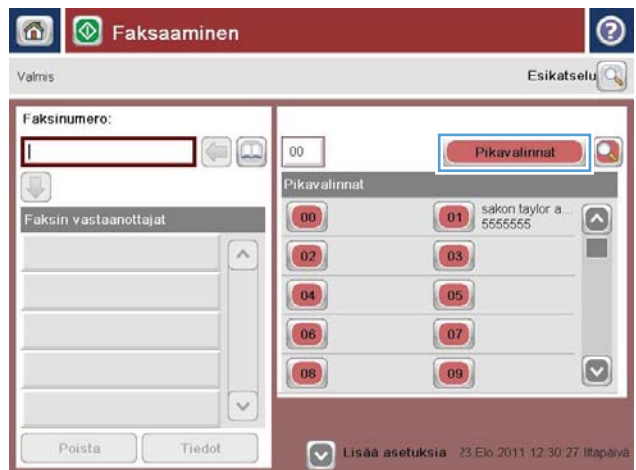 Faksaaminen
?
Valmis
Esikatselu
Faksinumero:
00
Pikavalinnat
Pikavalinnat
Faksin vastaanottajat
00
01 sakon taylor a...
5555555
02
03
04
05
06
07
08
09
Poista
Tiedot
Lisää asetuksia
23 Elo 2011 12:30:27 Iltapäivä